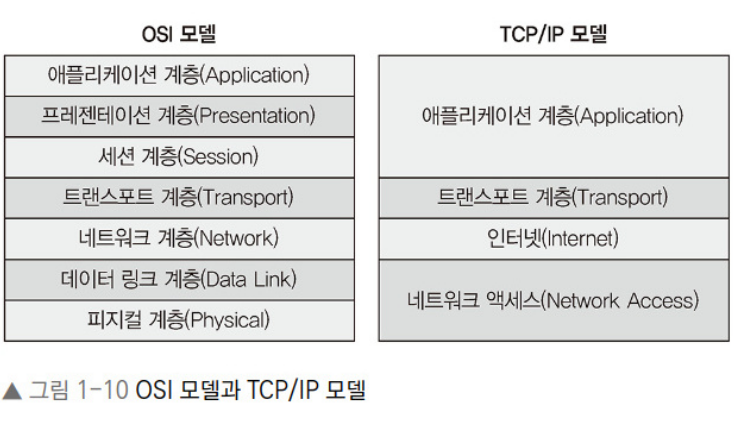 OSI 모델
애플리케이션 계층(Application)
프레젠테이션 계층(Presentation)
세션 계층(Session)
트랜스포트 계층(Transport)
네트워크 계층(Network)
데이터 링크 계층(Data Link)
피지컬 계층(Physical)
TCP/IP 모델
애플리케이션 계층(Application)
트랜스포트 계층(Transport)
인터넷(Internet)
네트워크 액세스(Network Access)
▲ 그림 1-10 OSI 모델과 TCP/IP 모델